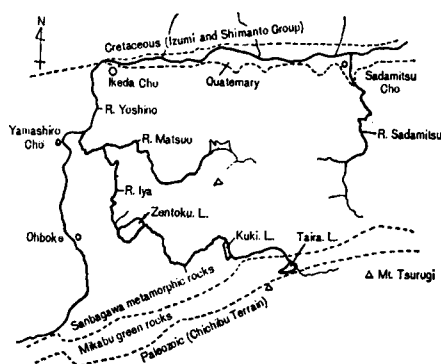 N
Cretaceous (Izumi and Shimanto Group)
Ikeda Cho
Quaternary
Sadamitsu
Cho
R. Yoshino
Yamashiro
Cho
R. Matsuo
R. Sadamitsu
R. Iya
Zentoku. L.
Ohboke
Kuki. L.
Taira. L.
Mt. Tsurugi
Sanbagawa metamorphic rocks
Mikabu green rocks
Paleozoic (Chichibu Terrain)